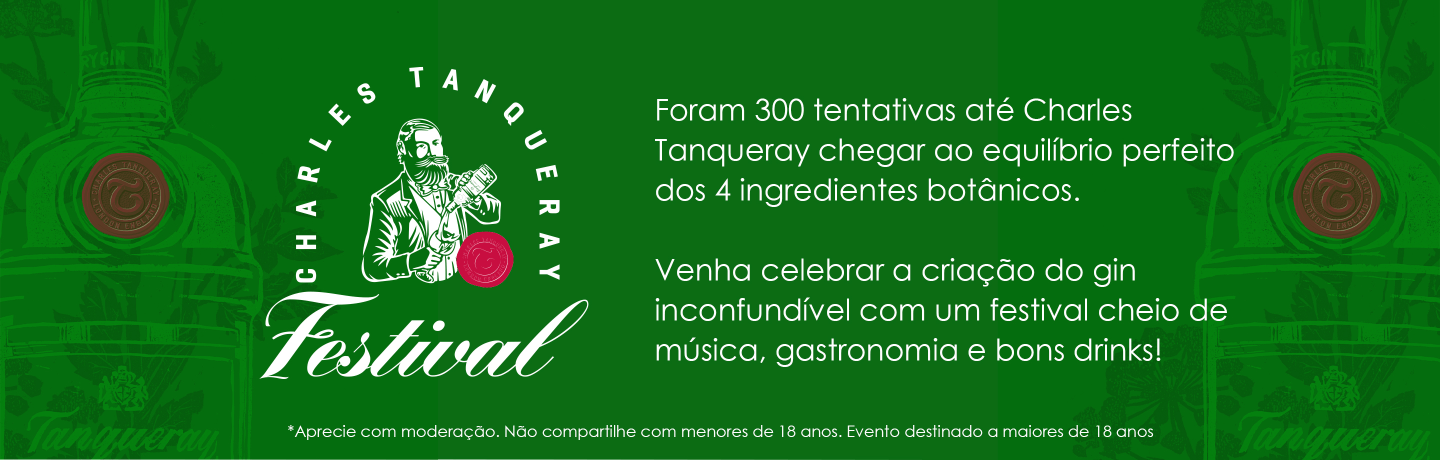 CHARLES TANQUERAY
Festival
Foram 300 tentativas até Charles
Tanqueray chegar ao equilíbrio perfeito
dos 4 ingredientes botânicos.
Venha celebrar a criação do gin
inconfundível com um festival cheio de
música, gastronomia e bons drinks!
*Aprecie com moderação. Não compartilhe com menores de 18 anos. Evento destinado a maiores de 18 anos
Tanqueray
Tanqueray